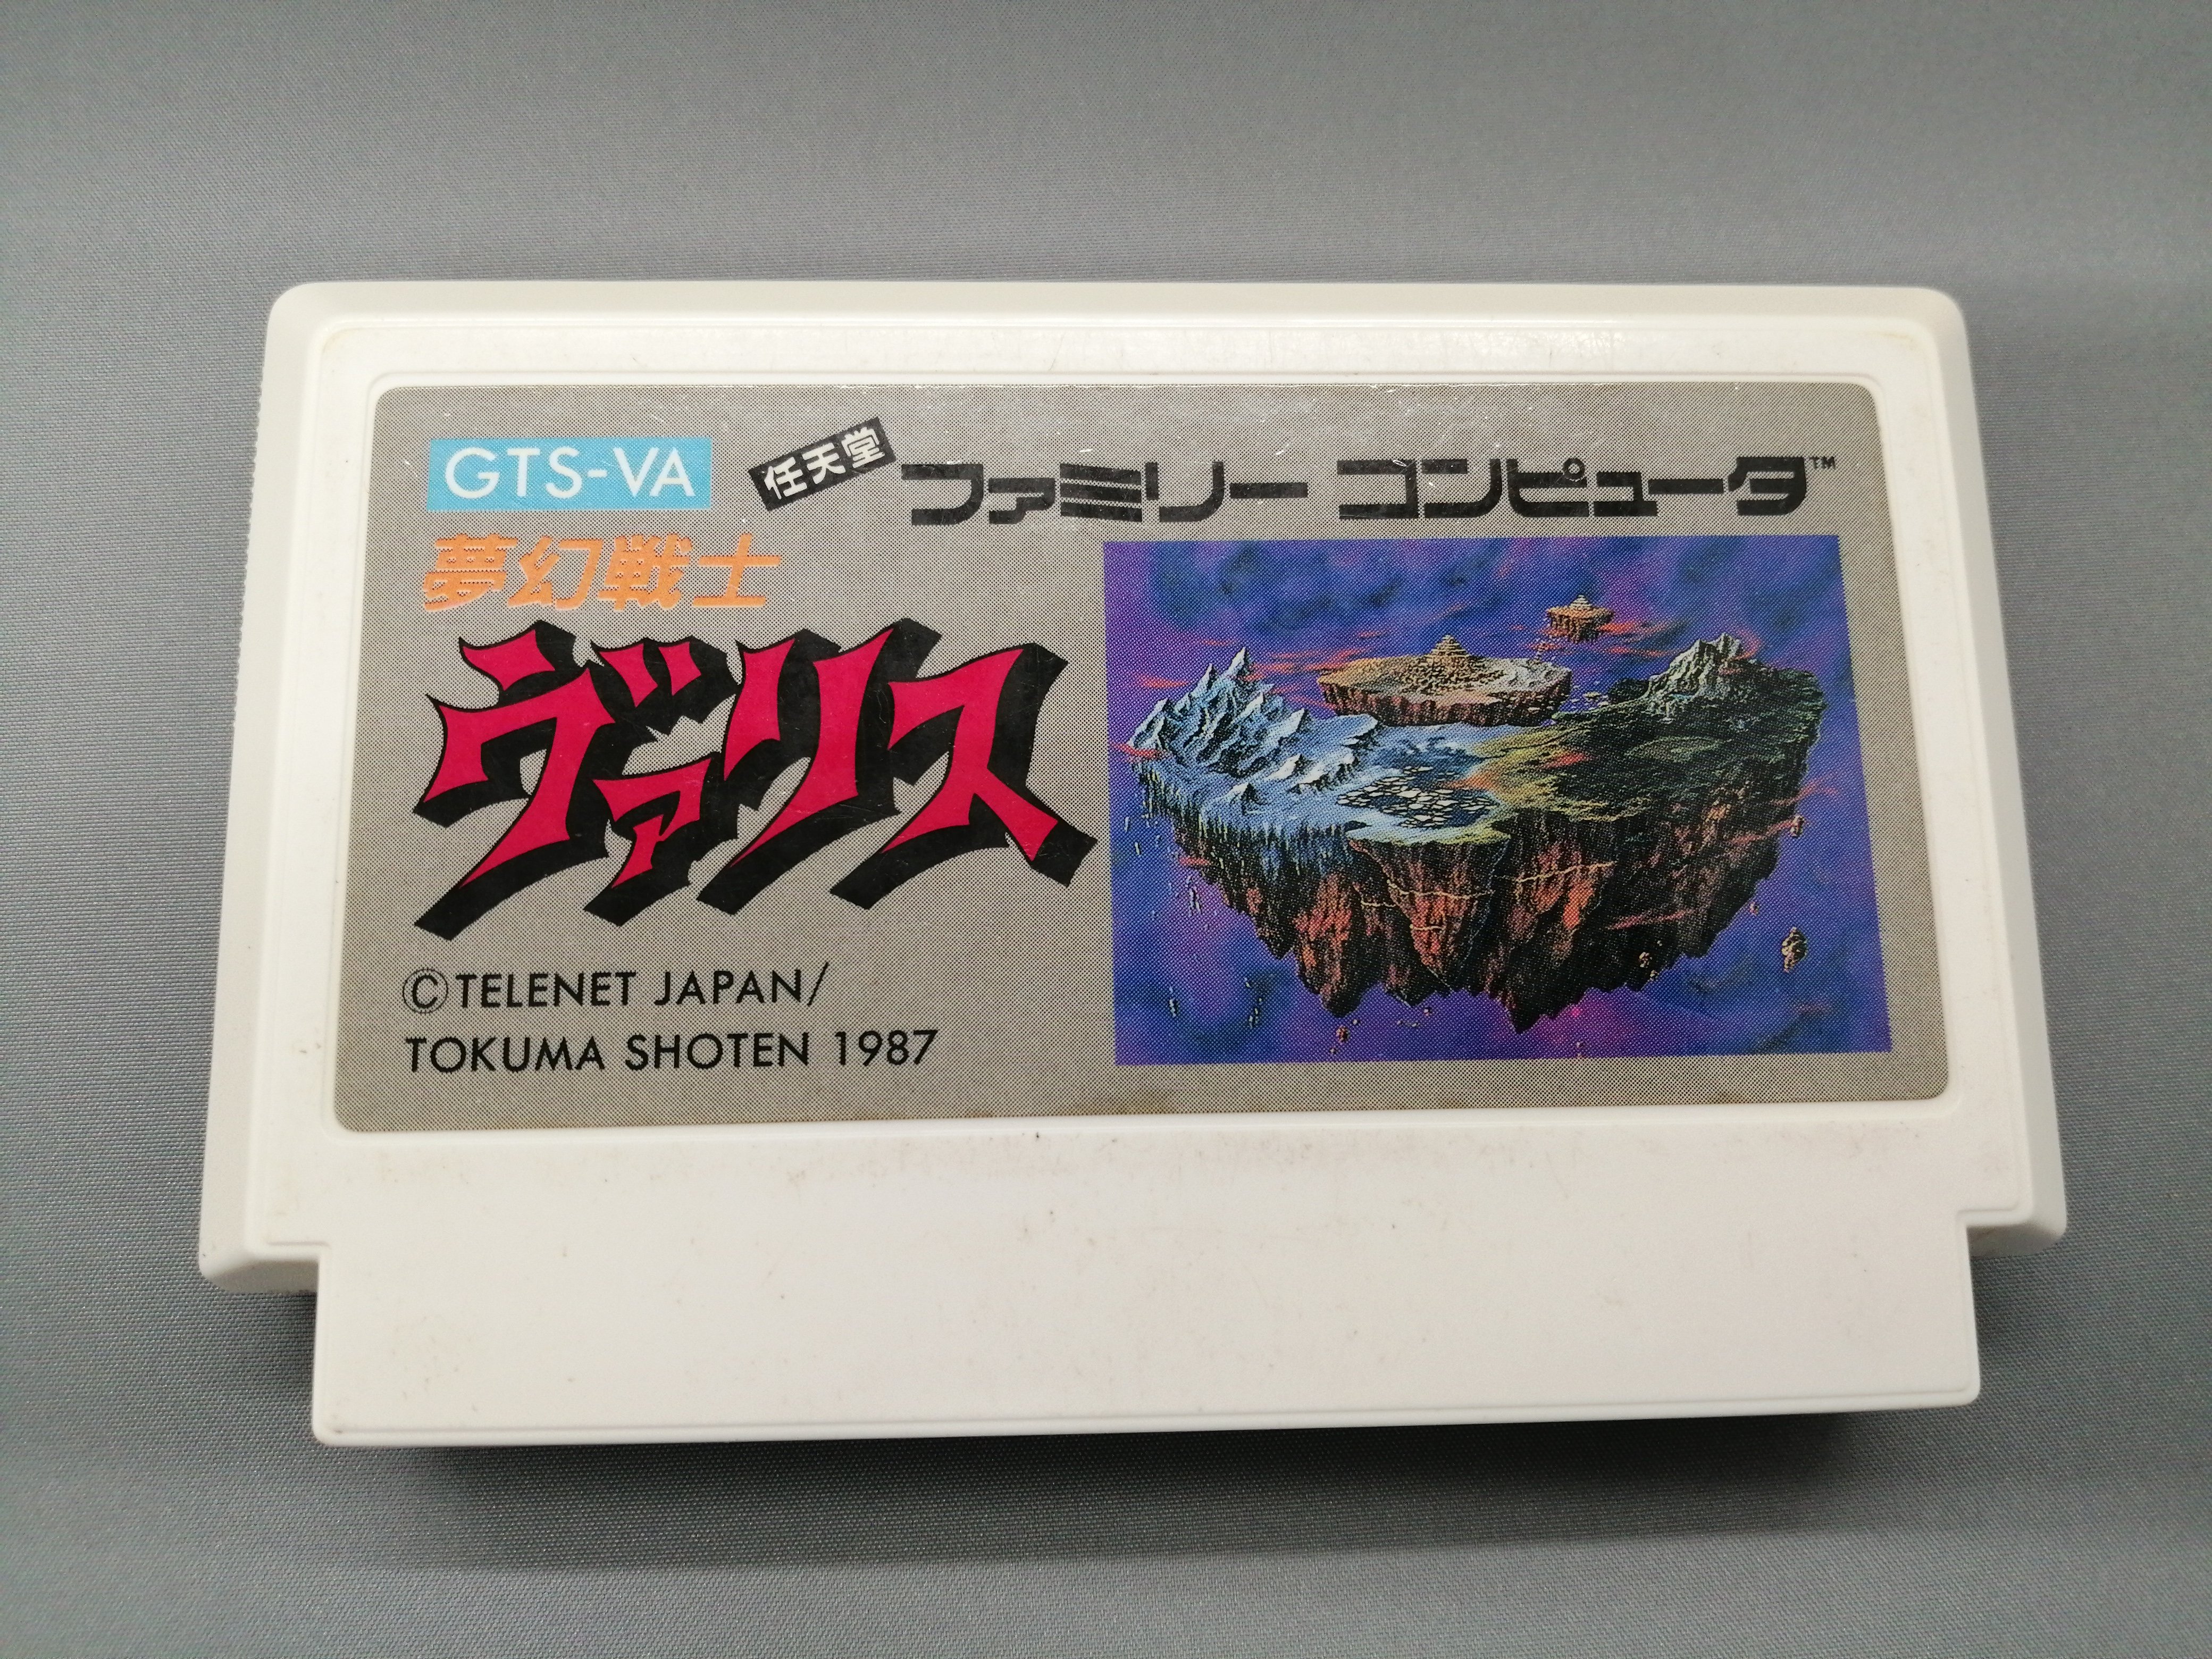 GTS-VA
任天堂 ファミリー コンピュータ™
夢幻戦士
ヴァリス
©TELENET JAPAN/
TOKUMA SHOTEN 1987